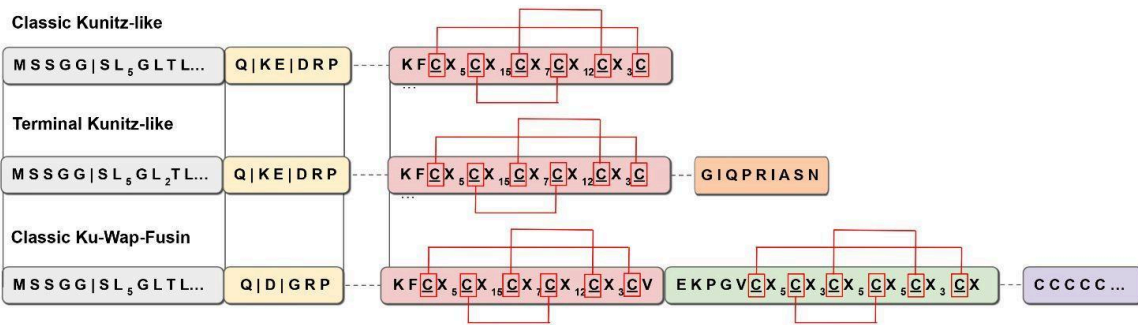 Classic Kunitz-like
MSSGG|SL5GLTL... Q|KE|DRP KFCX5CX15CX7CX12CX3C
...
Terminal Kunitz-like
MSSGG|SL5GL2TL... Q|KE|DRP KFCX5CX15CX7CX12CX3C GIQPRIASN
...
Classic Ku-Wap-Fusin
MSSGG|SL5GLTL... Q|D|GRP KFCX5CX15CX7CX12CX3CV EKPGVCX5CX3CX5CX5CX3CX CCCCC...